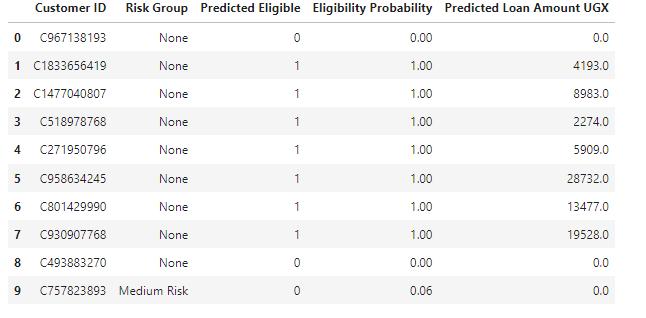 Customer ID Risk Group Predicted Eligible Eligibility Probability Predicted Loan Amount UGX
0 C967138193 None 0 0.00 0.0
1 C1833656419 None 1 1.00 4193.0
2 C1477040807 None 1 1.00 8983.0
3 C518978768 None 1 1.00 2274.0
4 C271950796 None 1 1.00 5909.0
5 C958634245 None 1 1.00 28732.0
6 C801429990 None 1 1.00 13477.0
7 C930907768 None 1 1.00 19528.0
8 C493883270 None 0 0.00 0.0
9 C757823893 Medium Risk 0 0.06 0.0